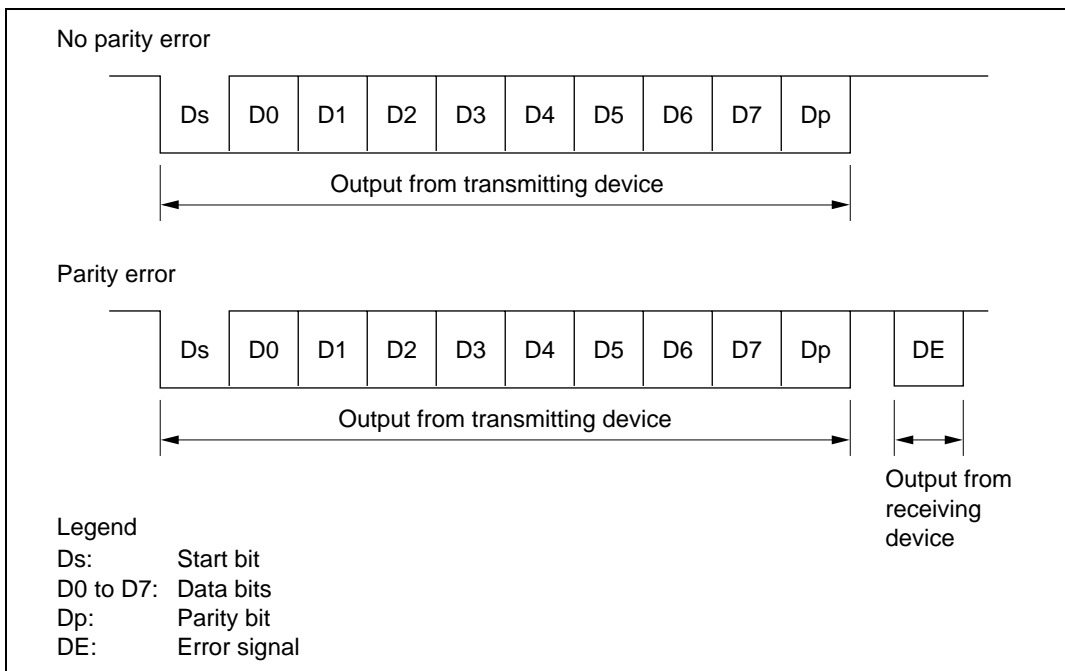 No parity error
Ds D0 D1 D2 D3 D4 D5 D6 D7 Dp
Output from transmitting device
Parity error
Ds D0 D1 D2 D3 D4 D5 D6 D7 Dp DE
Output from transmitting device
Output from
receiving
device
Legend
Ds: Start bit
D0 to D7: Data bits
Dp: Parity bit
DE: Error signal